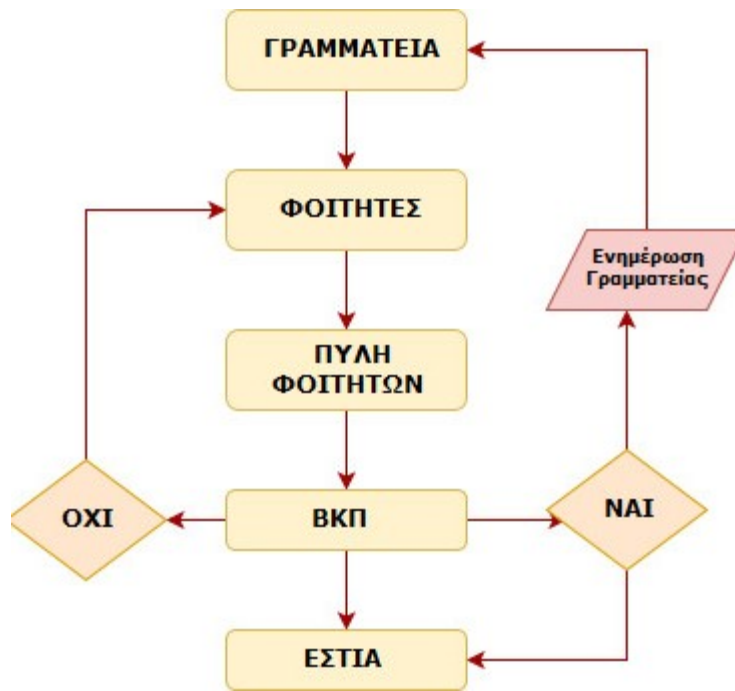 ΓΡΑΜΜΑΤΕΙΑ
ΦΟΙΤΗΤΕΣ
Ενημέρωση
Γραμματείας
ΠΥΛΗ
ΦΟΙΤΗΤΩΝ
ΟΧΙ
ΒΚΠ
ΝΑΙ
ΕΣΤΙΑ